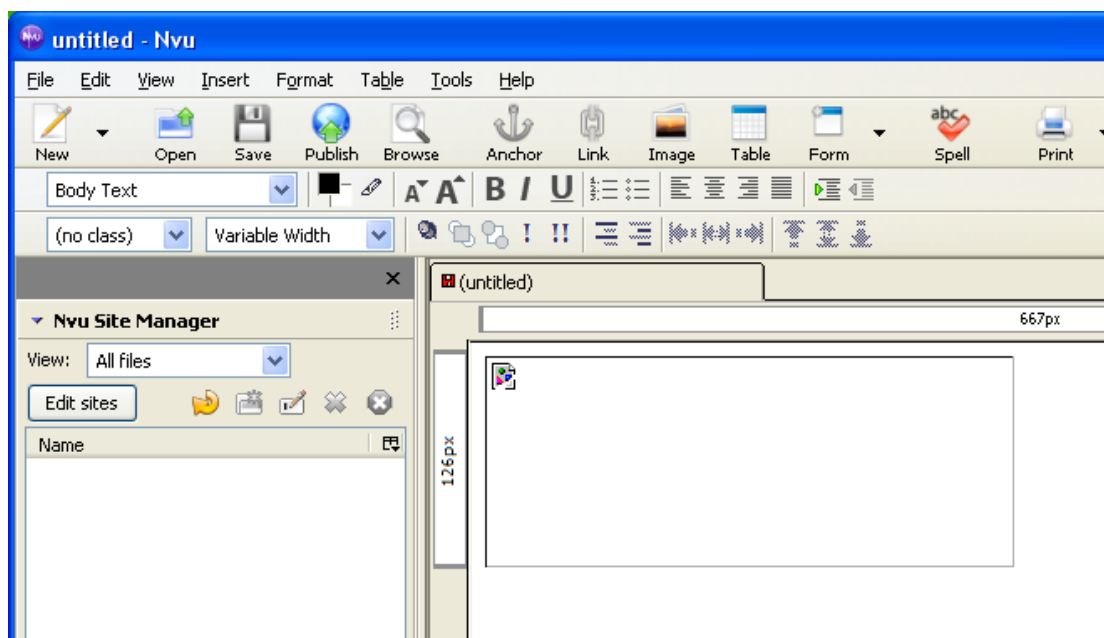 untitled - Nvu
File Edit View Insert Format Table Tools Help
New Open Save Publish Browse Anchor Link Image Table Form Spell Print
Body Text
(no class) Variable Width
(untitled)
Nvu Site Manager
667px
View: All files
Edit sites
Name
126px